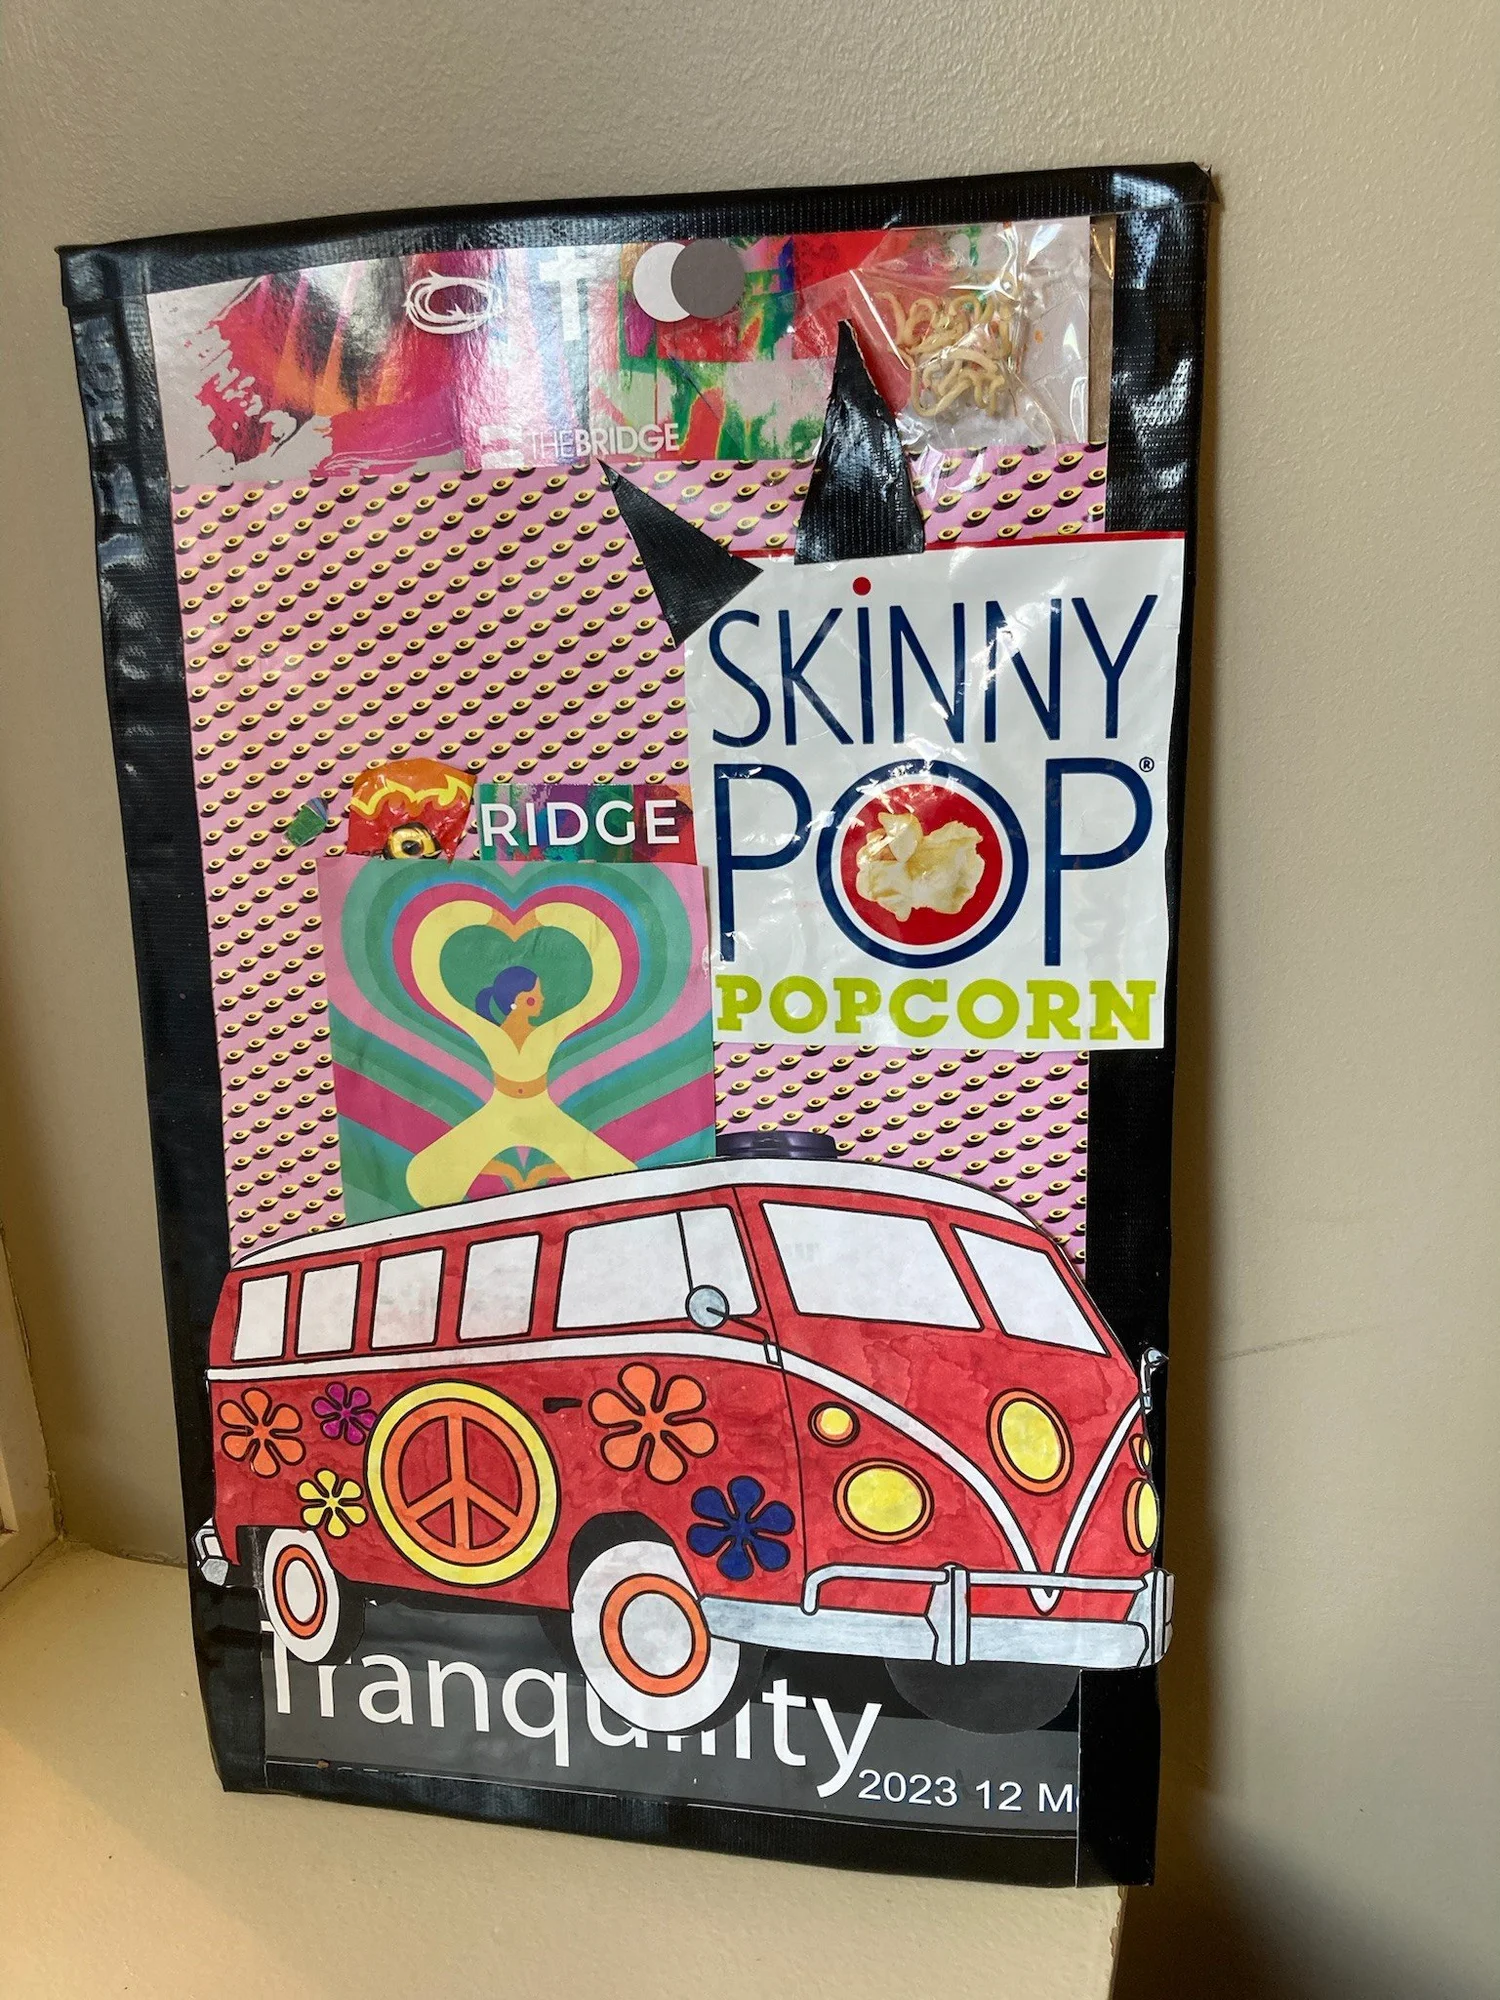 THEBRIDGE
SKiNNY
POP®
POPCORN
RIDGE
Tranquility
2023 12 M